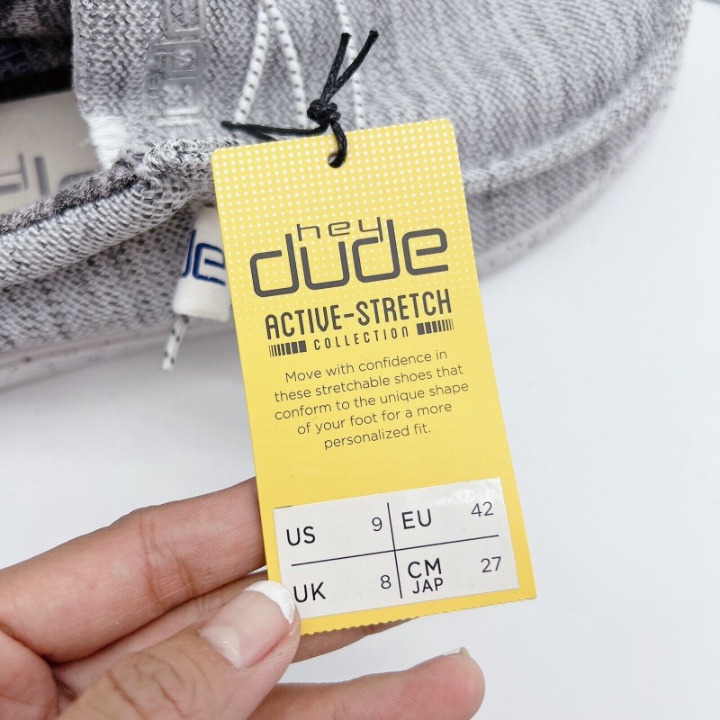 hey
dude
ACTIVE-STRETCH
COLLECTION
Move with confidence in
these stretchable shoes that
conform to the unique shape
of your foot for a more
personalized fit.
US 9 EU 42
UK 8 CM 27
JAP
de